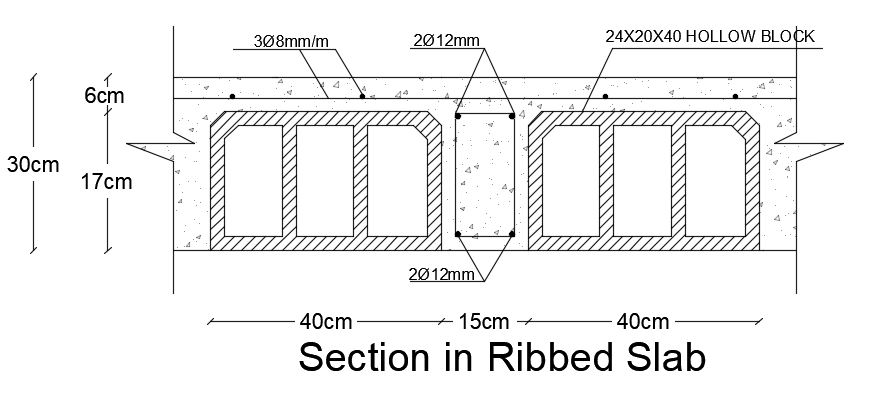 3Ø8mm/m
2Ø12mm
24X20X40 HOLLOW BLOCK
6cm
30cm
17cm
2Ø12mm
40cm
15cm
40cm
Section in Ribbed Slab